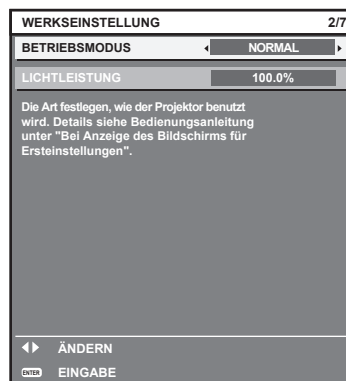 WERKSEINSTELLUNG 2/7
BETRIEBSMODUS NORMAL
LICHTLEISTUNG 100.0%
Die Art festlegen, wie der Projektor benutzt
wird. Details siehe Bedienungsanleitung
unter "Bei Anzeige des Bildschirms für
Ersteinstellungen".
ÄNDERN
ENTER EINGABE